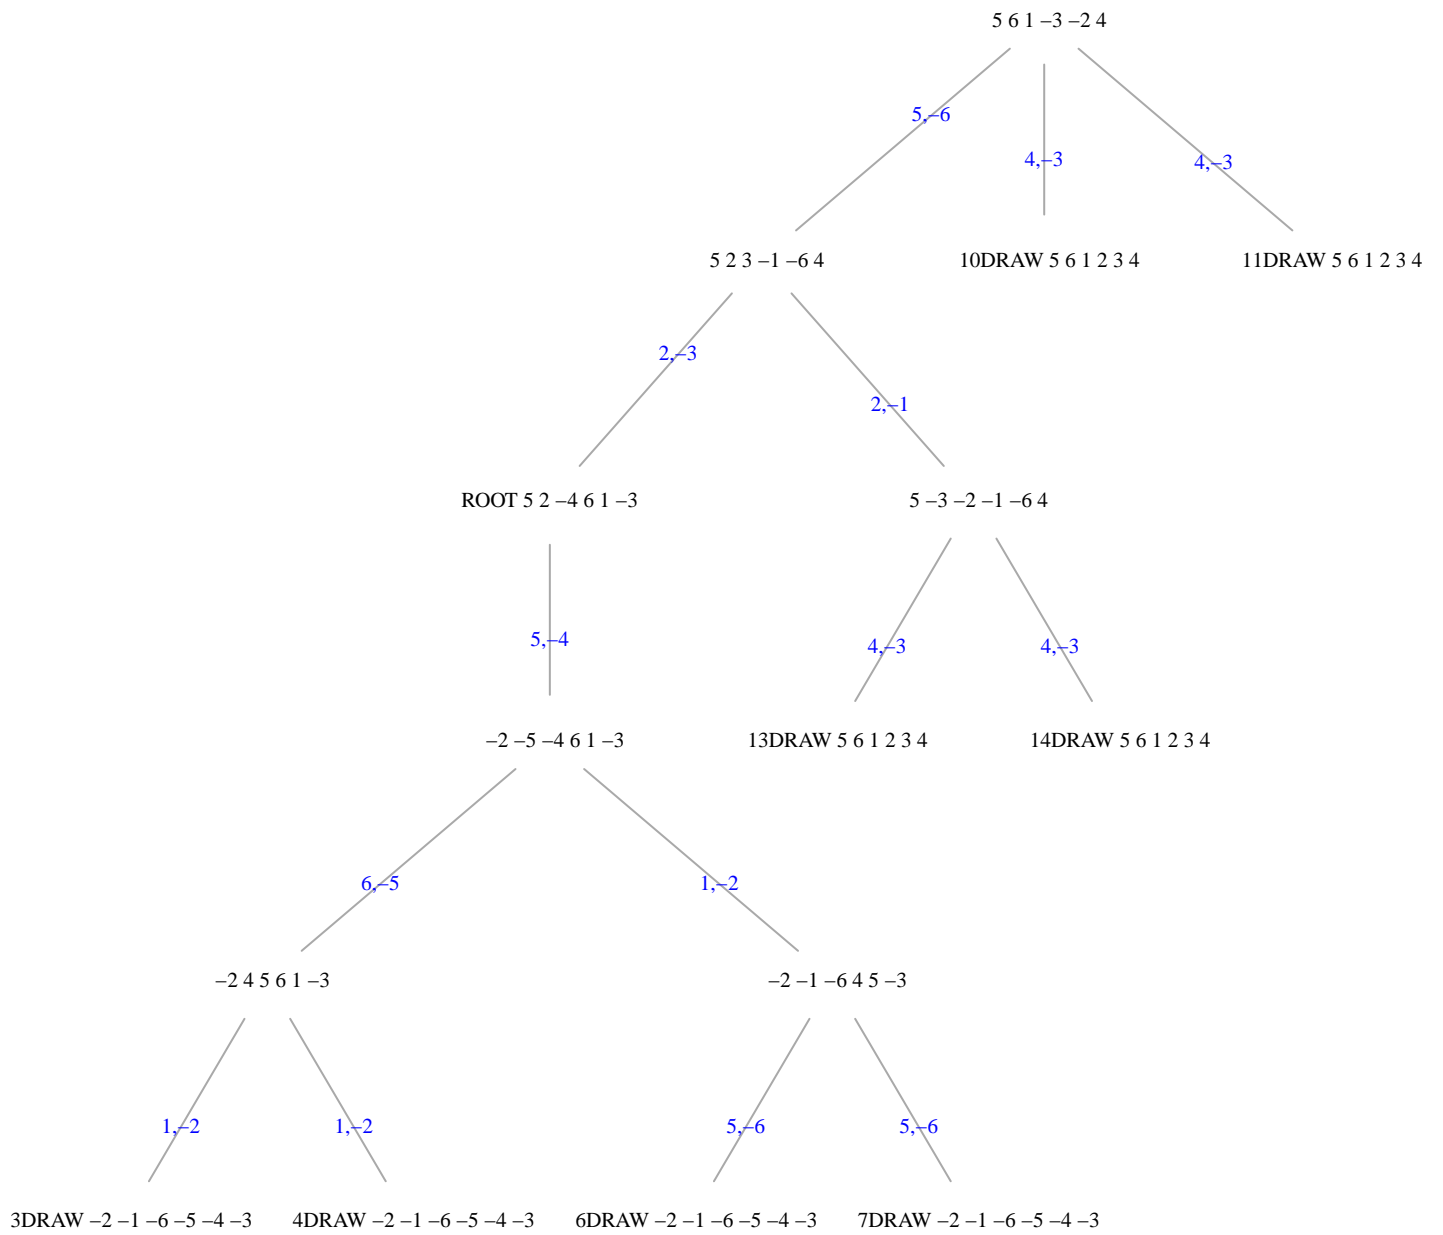 5 6 1 –3 –2 4
5,–6
4,–3
4,–3
5 2 3 –1 –6 4
10DRAW 5 6 1 2 3 4
11DRAW 5 6 1 2 3 4
2,–3
2,–1
ROOT 5 2 –4 6 1 –3
5 –3 –2 –1 –6 4
5,–4
4,–3
4,–3
–2 –5 –4 6 1 –3
13DRAW 5 6 1 2 3 4
14DRAW 5 6 1 2 3 4
6,–5
1,–2
–2 4 5 6 1 –3
–2 –1 –6 4 5 –3
1,–2
1,–2
5,–6
5,–6
3DRAW –2 –1 –6 –5 –4 –3
4DRAW –2 –1 –6 –5 –4 –3
6DRAW –2 –1 –6 –5 –4 –3
7DRAW –2 –1 –6 –5 –4 –3